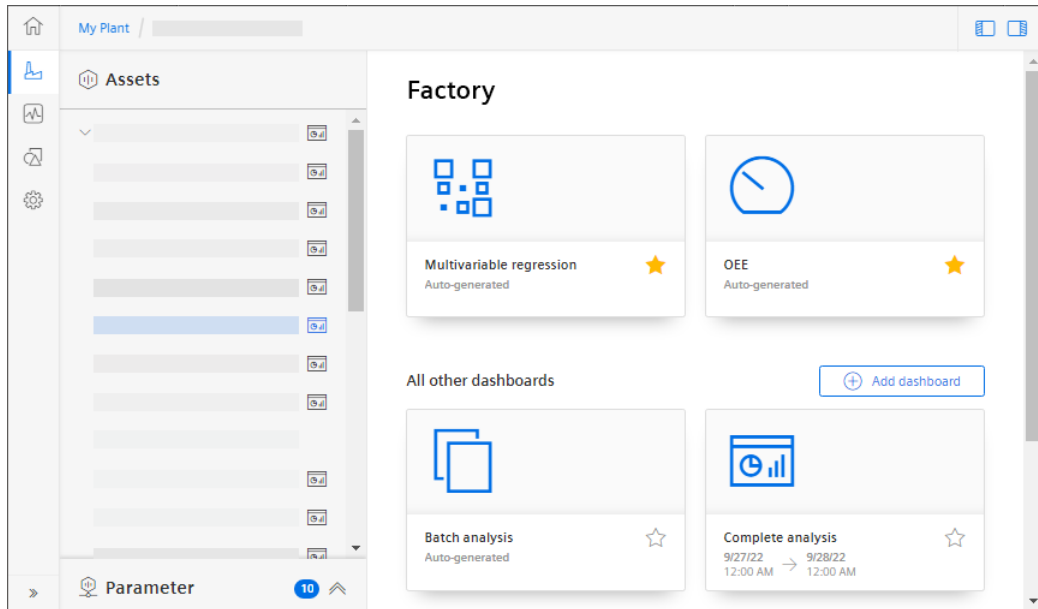 My Plant /
Assets
Factory
Multivariable regression
Auto-generated
OEE
Auto-generated
All other dashboards
Add dashboard
Batch analysis
Auto-generated
Complete analysis
9/27/22 → 9/28/22
12:00 AM 12:00 AM
Parameter 10